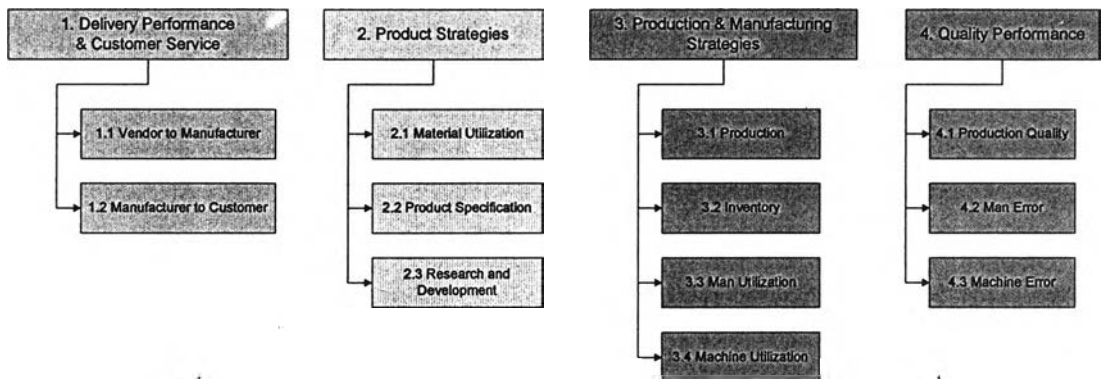 1. Delivery Performance
& Customer Service
1.1 Vendor to Manufacturer
1.2 Manufacturer to Customer
2. Product Strategies
2.1 Material Utilization
2.2 Product Specification
2.3 Research and
Development
3. Production & Manufacturing
Strategies
3.1 Production
3.2 Inventory
3.3 Man Utilization
3.4 Machine Utilization
4. Quality Performance
4.1 Production Quality
4.2 Man Error
4.3 Machine Error